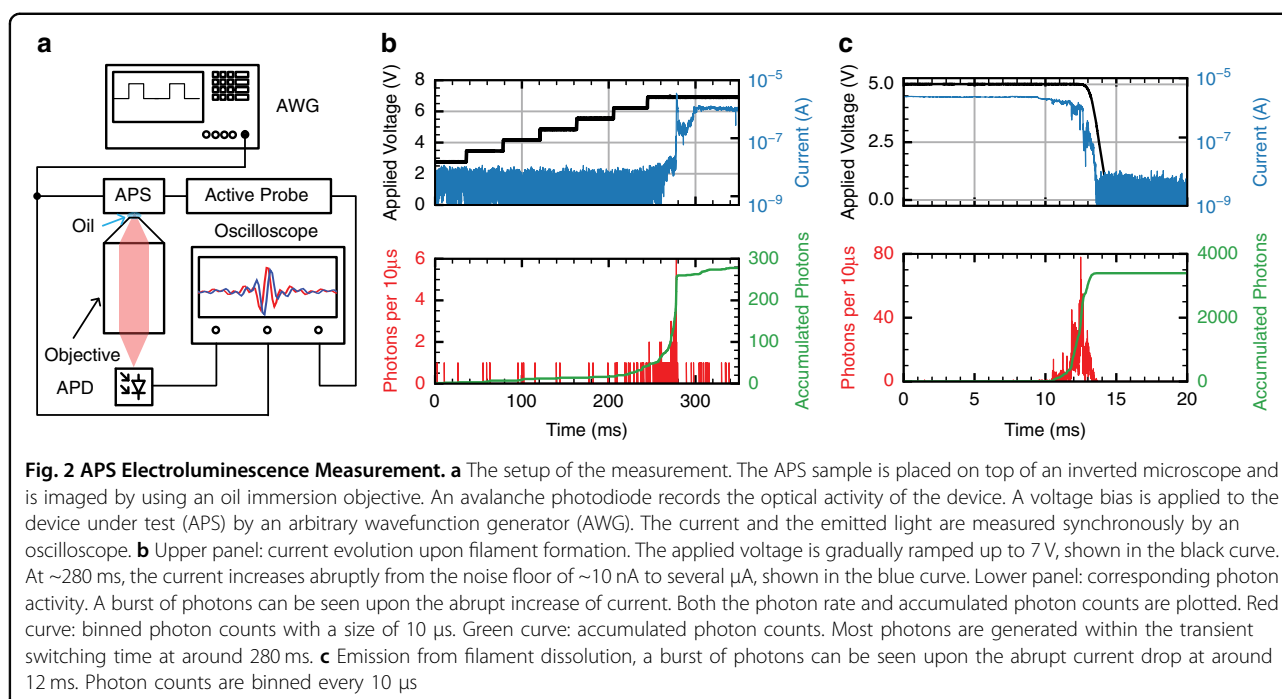 a
AWG
APS
Active Probe
Oil
Oscilloscope
Objective
APD
b
Applied Voltage (V)
8
6
4
2
0
10⁻⁵
10⁻⁷
10⁻⁹
Current (A)
Photons per 10μs
6
4
2
0
300
200
100
0
Accumulated Photons
0
100
200
300
Time (ms)
c
Applied Voltage (V)
5.0
2.5
0.0
10⁻⁵
10⁻⁷
10⁻⁹
Current (A)
Photons per 10μs
80
40
0
4000
2000
0
Accumulated Photons
0
5
10
15
20
Time (ms)
Fig. 2 APS Electroluminescence Measurement. a The setup of the measurement. The APS sample is placed on top of an inverted microscope and
is imaged by using an oil immersion objective. An avalanche photodiode records the optical activity of the device. A voltage bias is applied to the
device under test (APS) by an arbitrary wavefunction generator (AWG). The current and the emitted light are measured synchronously by an
oscilloscope. b Upper panel: current evolution upon filament formation. The applied voltage is gradually ramped up to 7 V, shown in the black curve.
At ~280 ms, the current increases abruptly from the noise floor of ~10 nA to several μA, shown in the blue curve. Lower panel: corresponding photon
activity. A burst of photons can be seen upon the abrupt increase of current. Both the photon rate and accumulated photon counts are plotted. Red
curve: binned photon counts with a size of 10 μs. Green curve: accumulated photon counts. Most photons are generated within the transient
switching time at around 280 ms. c Emission from filament dissolution, a burst of photons can be seen upon the abrupt current drop at around
12 ms. Photon counts are binned every 10 μs